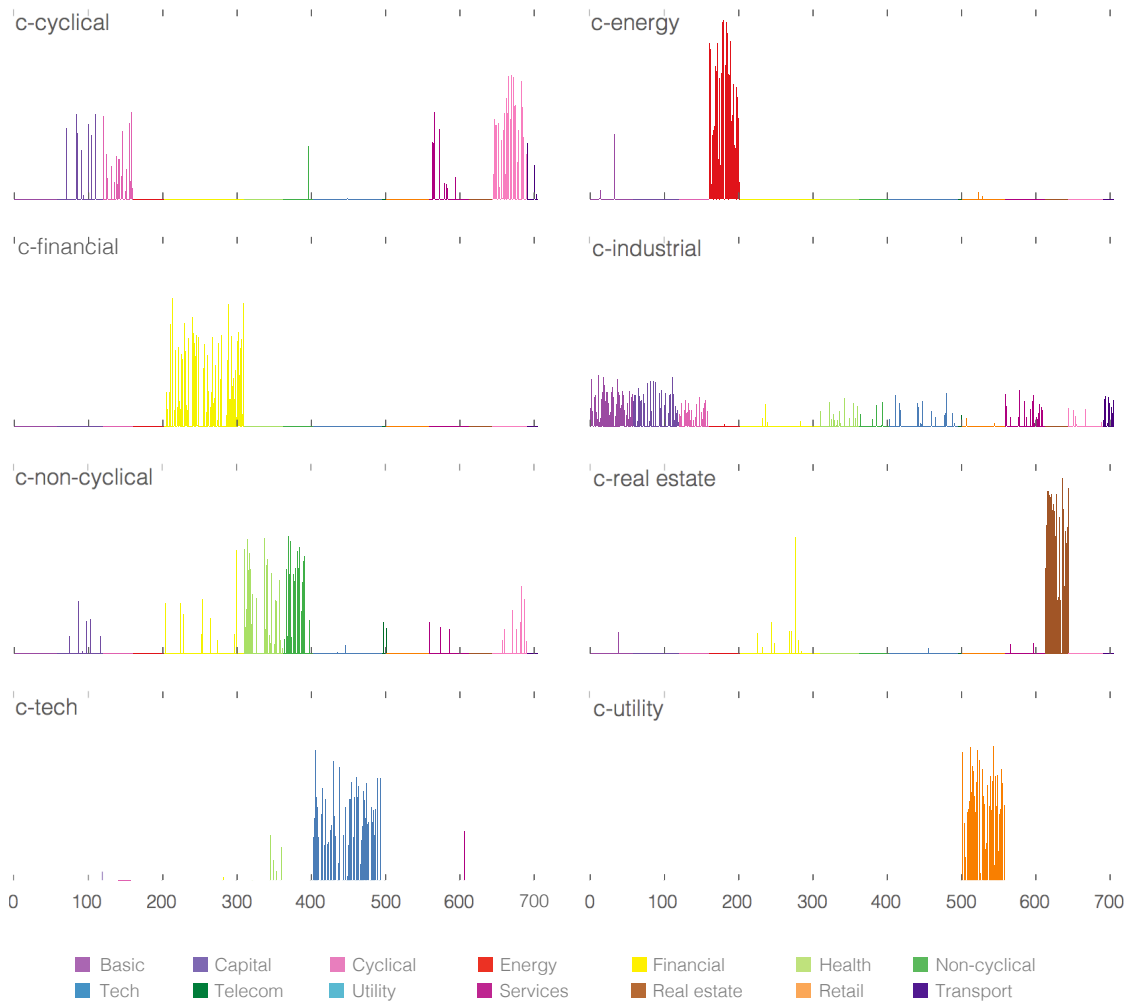 c-cyclical c-energy
c-financial c-industrial
c-non-cyclical c-real estate
c-tech c-utility
0 100 200 300 400 500 600 700 0 100 200 300 400 500 600 700
Basic Capital Cyclical Energy Financial Health Non-cyclical
Tech Telecom Utility Services Real estate Retail Transport